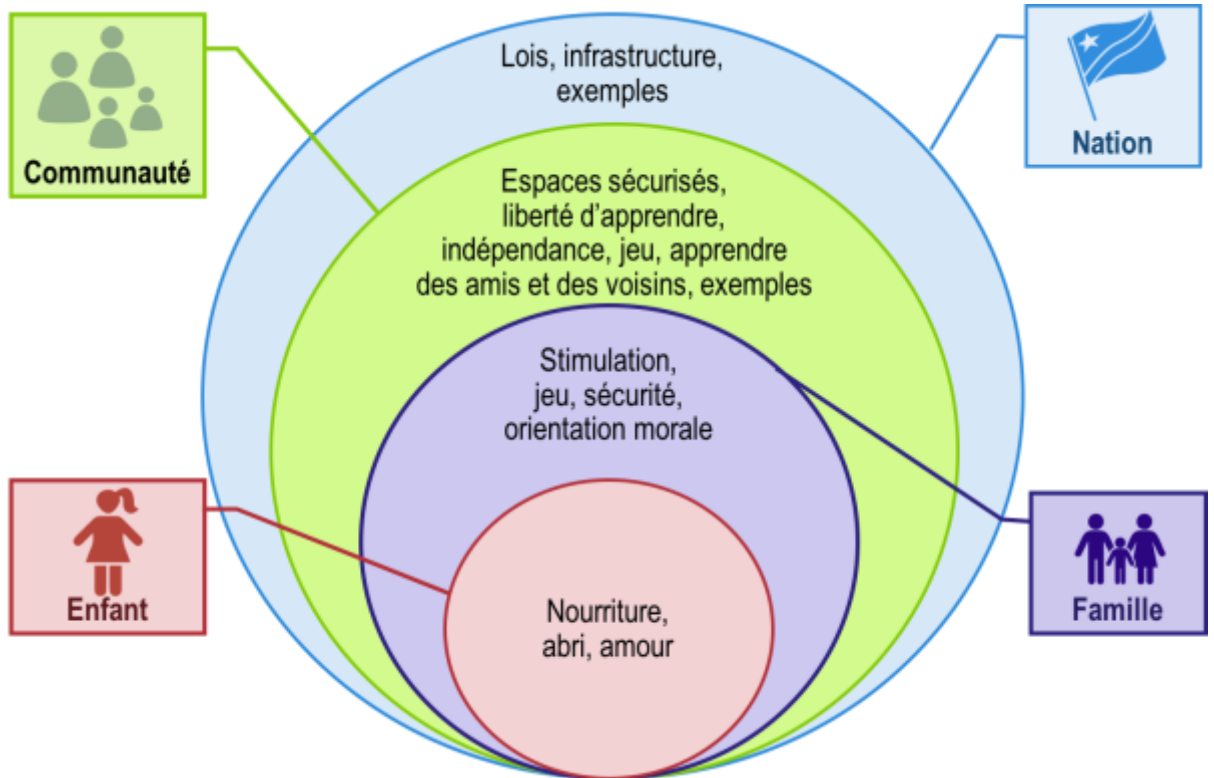 Lois, infrastructure,
exemples
Communauté
Nation
Espaces sécurisés,
liberté d’apprendre,
indépendance, jeu, apprendre
des amis et des voisins, exemples
Stimulation,
jeu, sécurité,
orientation morale
Enfant
Famille
Nourriture,
abri, amour